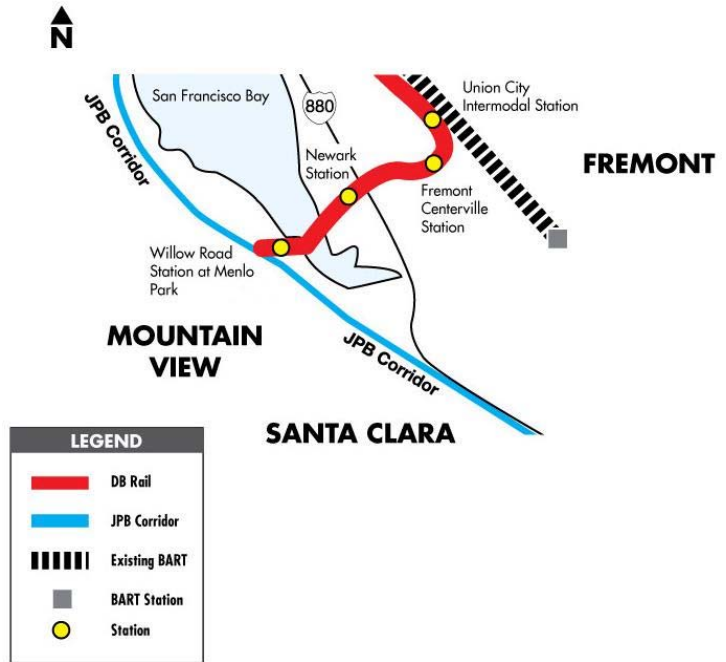 N
San Francisco Bay
880
Union City
Intermodal Station
JPB Corridor
Newark
Station
FREMONT
Fremont
Centerville
Station
Willow Road
Station at Menlo
Park
MOUNTAIN
VIEW
JPB Corridor
SANTA CLARA
LEGEND
DB Rail
JPB Corridor
Existing BART
BART Station
Station